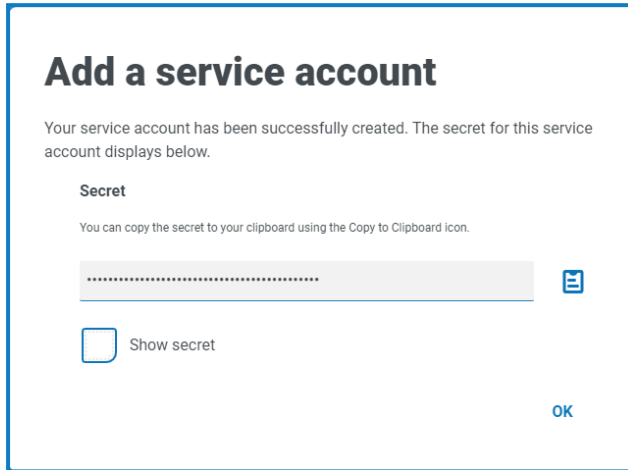 Add a service account
Your service account has been successfully created. The secret for this service
account displays below.
Secret
You can copy the secret to your clipboard using the Copy to Clipboard icon.
••••••••••••••••••••••••••••••••••••••••••••
Show secret
OK